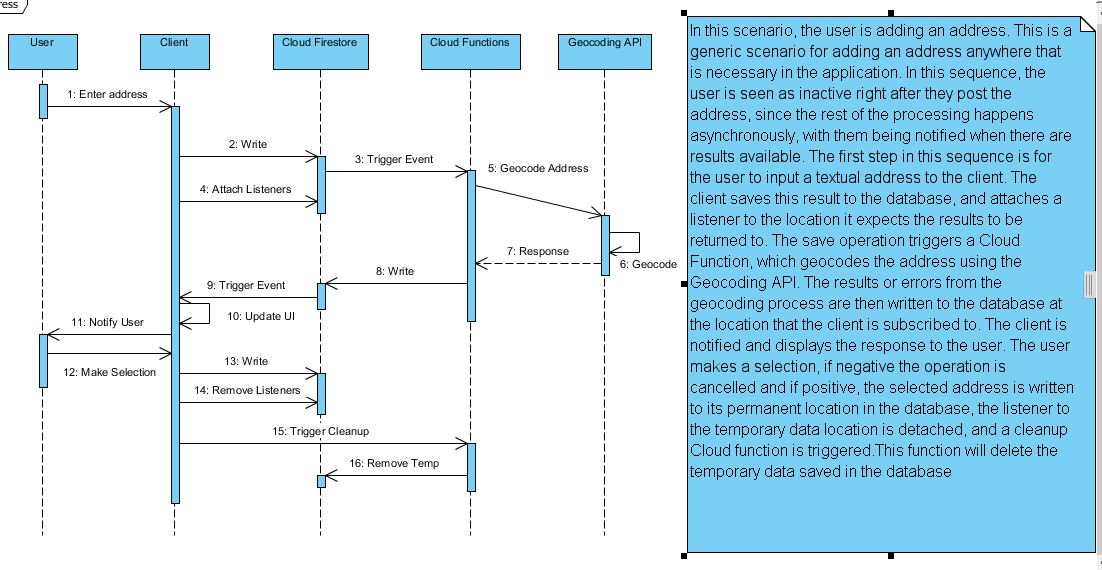 ress
User
Client
Cloud Firestore
Cloud Functions
Geocoding API
1: Enter address
2: Write
3: Trigger Event
4: Attach Listeners
5: Geocode Address
6: Geocode
7: Response
8: Write
9: Trigger Event
10: Update UI
11: Notify User
12: Make Selection
13: Write
14: Remove Listeners
15: Trigger Cleanup
16: Remove Temp
In this scenario, the user is adding an address. This is a
generic scenario for adding an address anywhere that
is necessary in the application. In this sequence, the
user is seen as inactive right after they post the
address, since the rest of the processing happens
asynchronously, with them being notified when there are
results available. The first step in this sequence is for
the user to input a textual address to the client. The
client saves this result to the database, and attaches a
listener to the location it expects the results to be
returned to. The save operation triggers a Cloud
Function, which geocodes the address using the
Geocoding API. The results or errors from the
geocoding process are then written to the database at
the location that the client is subscribed to. The client is
notified and displays the response to the user. The user
makes a selection, if negative the operation is
cancelled and if positive, the selected address is written
to its permanent location in the database, the listener to
the temporary data location is detached, and a cleanup
Cloud function is triggered.This function will delete the
temporary data saved in the database